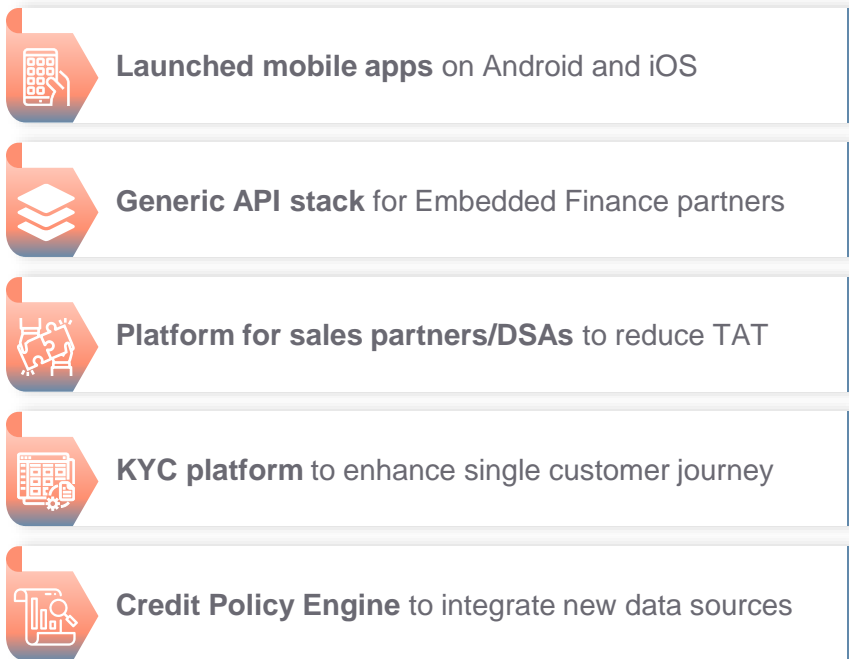 Launched mobile apps on Android and iOS
Generic API stack for Embedded Finance partners
Platform for sales partners/DSAs to reduce TAT
KYC platform to enhance single customer journey
Credit Policy Engine to integrate new data sources